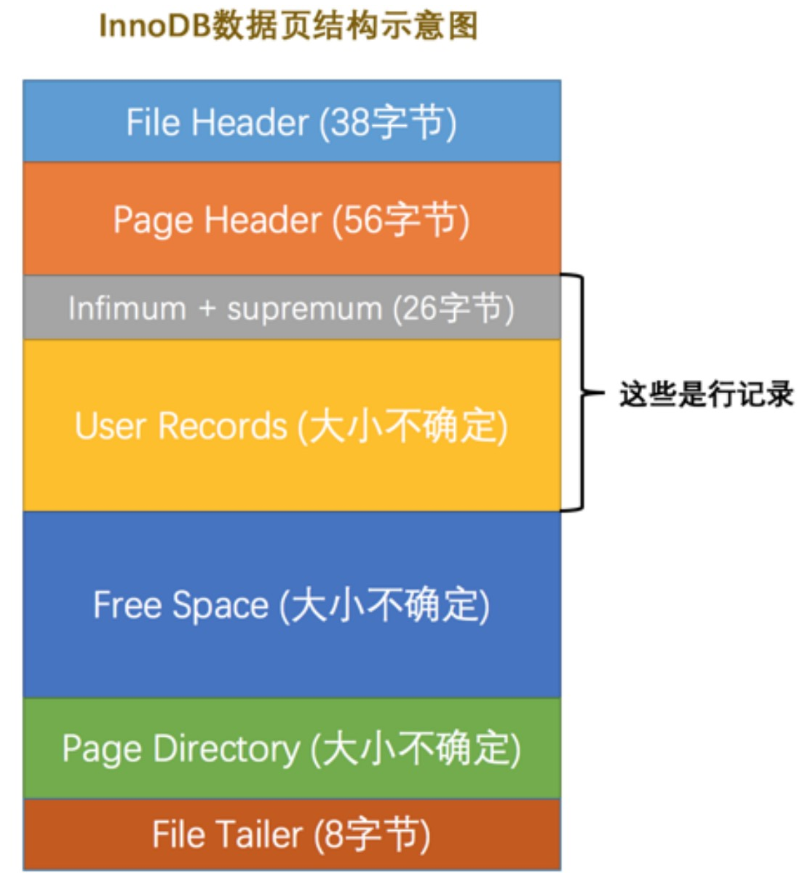 InnoDB数据页结构示意图
File Header (38字节)
Page Header (56字节)
Infimum + supremum (26字节)
User Records (大小不确定)
这些是行记录
Free Space (大小不确定)
Page Directory (大小不确定)
File Tailer (8字节)